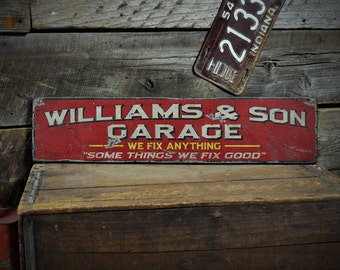 WILLIAMS & SON
GARAGE
WE FIX ANYTHING
"SOME THINGS WE FIX GOOD"
2133
INDIANA